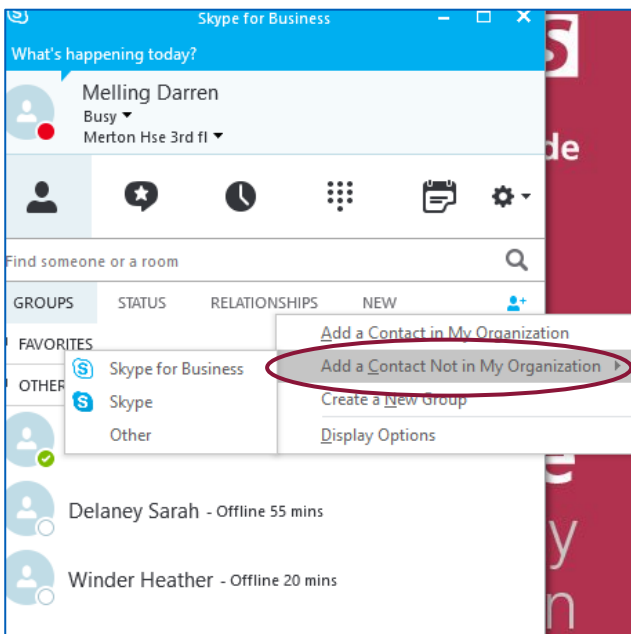 Skype for Business
What's happening today?
Melling Darren
Busy
Merton Hse 3rd fl
Find someone or a room
GROUPS STATUS RELATIONSHIPS NEW
FAVORITES
OTHER
Add a Contact in My Organization
Add a Contact Not in My Organization
Create a New Group
Display Options
Skype for Business
Skype
Other
Delaney Sarah - Offline 55 mins
Winder Heather - Offline 20 mins
s
de
e
y
n